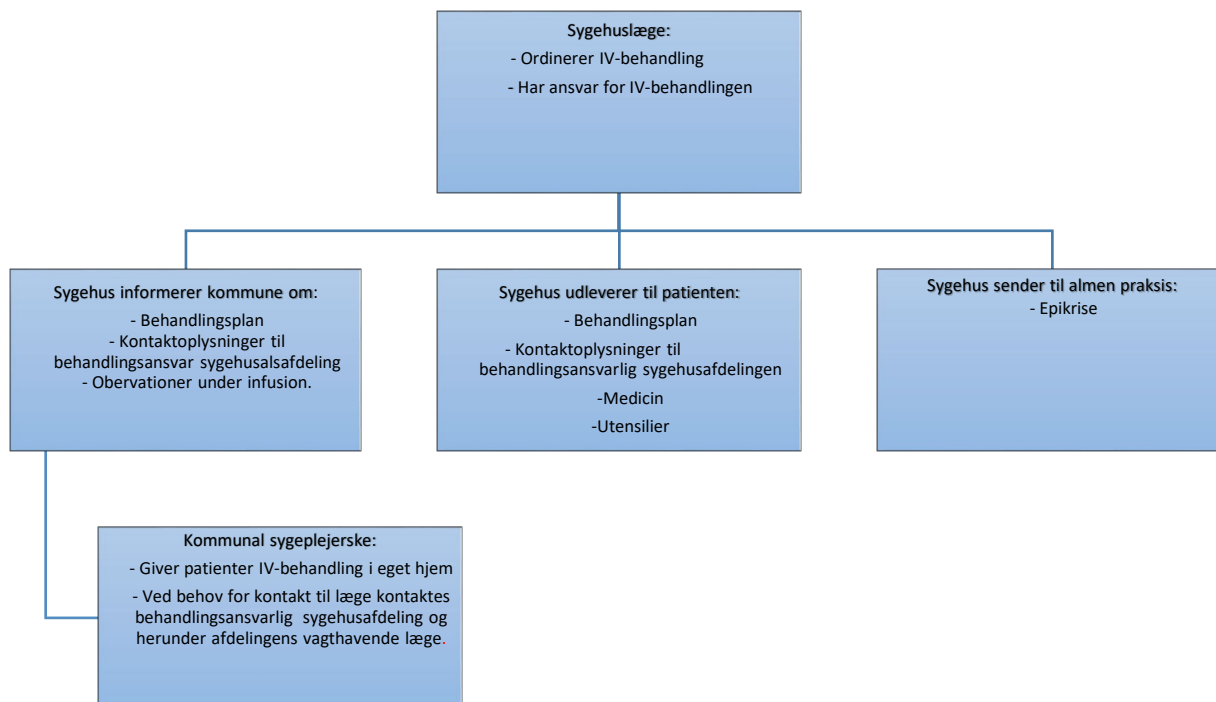 Sygehuslæge:
- Ordinerer IV-behandling
- Har ansvar for IV-behandlingen
Sygehus informerer kommune om:
- Behandlingsplan
- Kontaktoplysninger til
behandlingsansvar sygehusalsafdeling
- Obervationer under infusion.
Sygehus udleverer til patienten:
- Behandlingsplan
- Kontaktoplysninger til
behandlingsansvarlig sygehusafdelingen
-Medicin
-Utensilier
Sygehus sender til almen praksis:
- Epikrise
Kommunal sygeplejerske:
- Giver patienter IV-behandling i eget hjem
- Ved behov for kontakt til læge kontaktes
behandlingsansvarlig sygehusafdeling og
herunder afdelingens vagthavende læge.